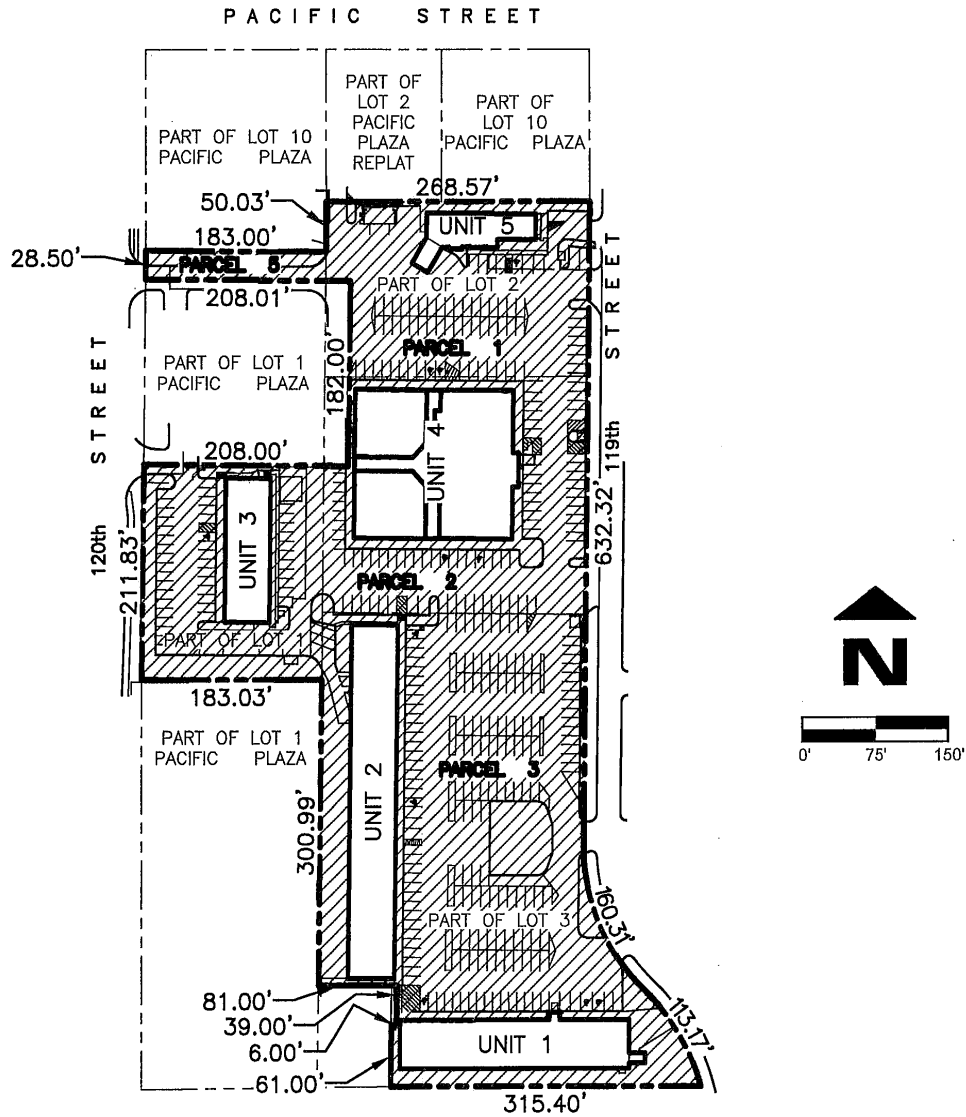 PACIFIC STREET
PART OF LOT 10
PACIFIC PLAZA
PART OF
LOT 2
PACIFIC
PLAZA
REPLAT
PART OF
LOT 10
PACIFIC PLAZA
268.57'
50.03'
183.00'
28.50'
PARCEL 5
208.01'
UNIT 5
PART OF LOT 2
PARCEL 1
119th STREET
120th STREET
PART OF LOT 1
PACIFIC PLAZA
182.00'
208.00'
UNIT 4
UNIT 3
211.83'
632.32'
PARCEL 2
PART OF LOT 1
183.03'
PART OF LOT 1
PACIFIC PLAZA
300.99'
UNIT 2
PARCEL 3
PART OF LOT 3
160.31'
113.17'
81.00'
39.00'
6.00'
61.00'
UNIT 1
315.40'
N
0' 75' 150'